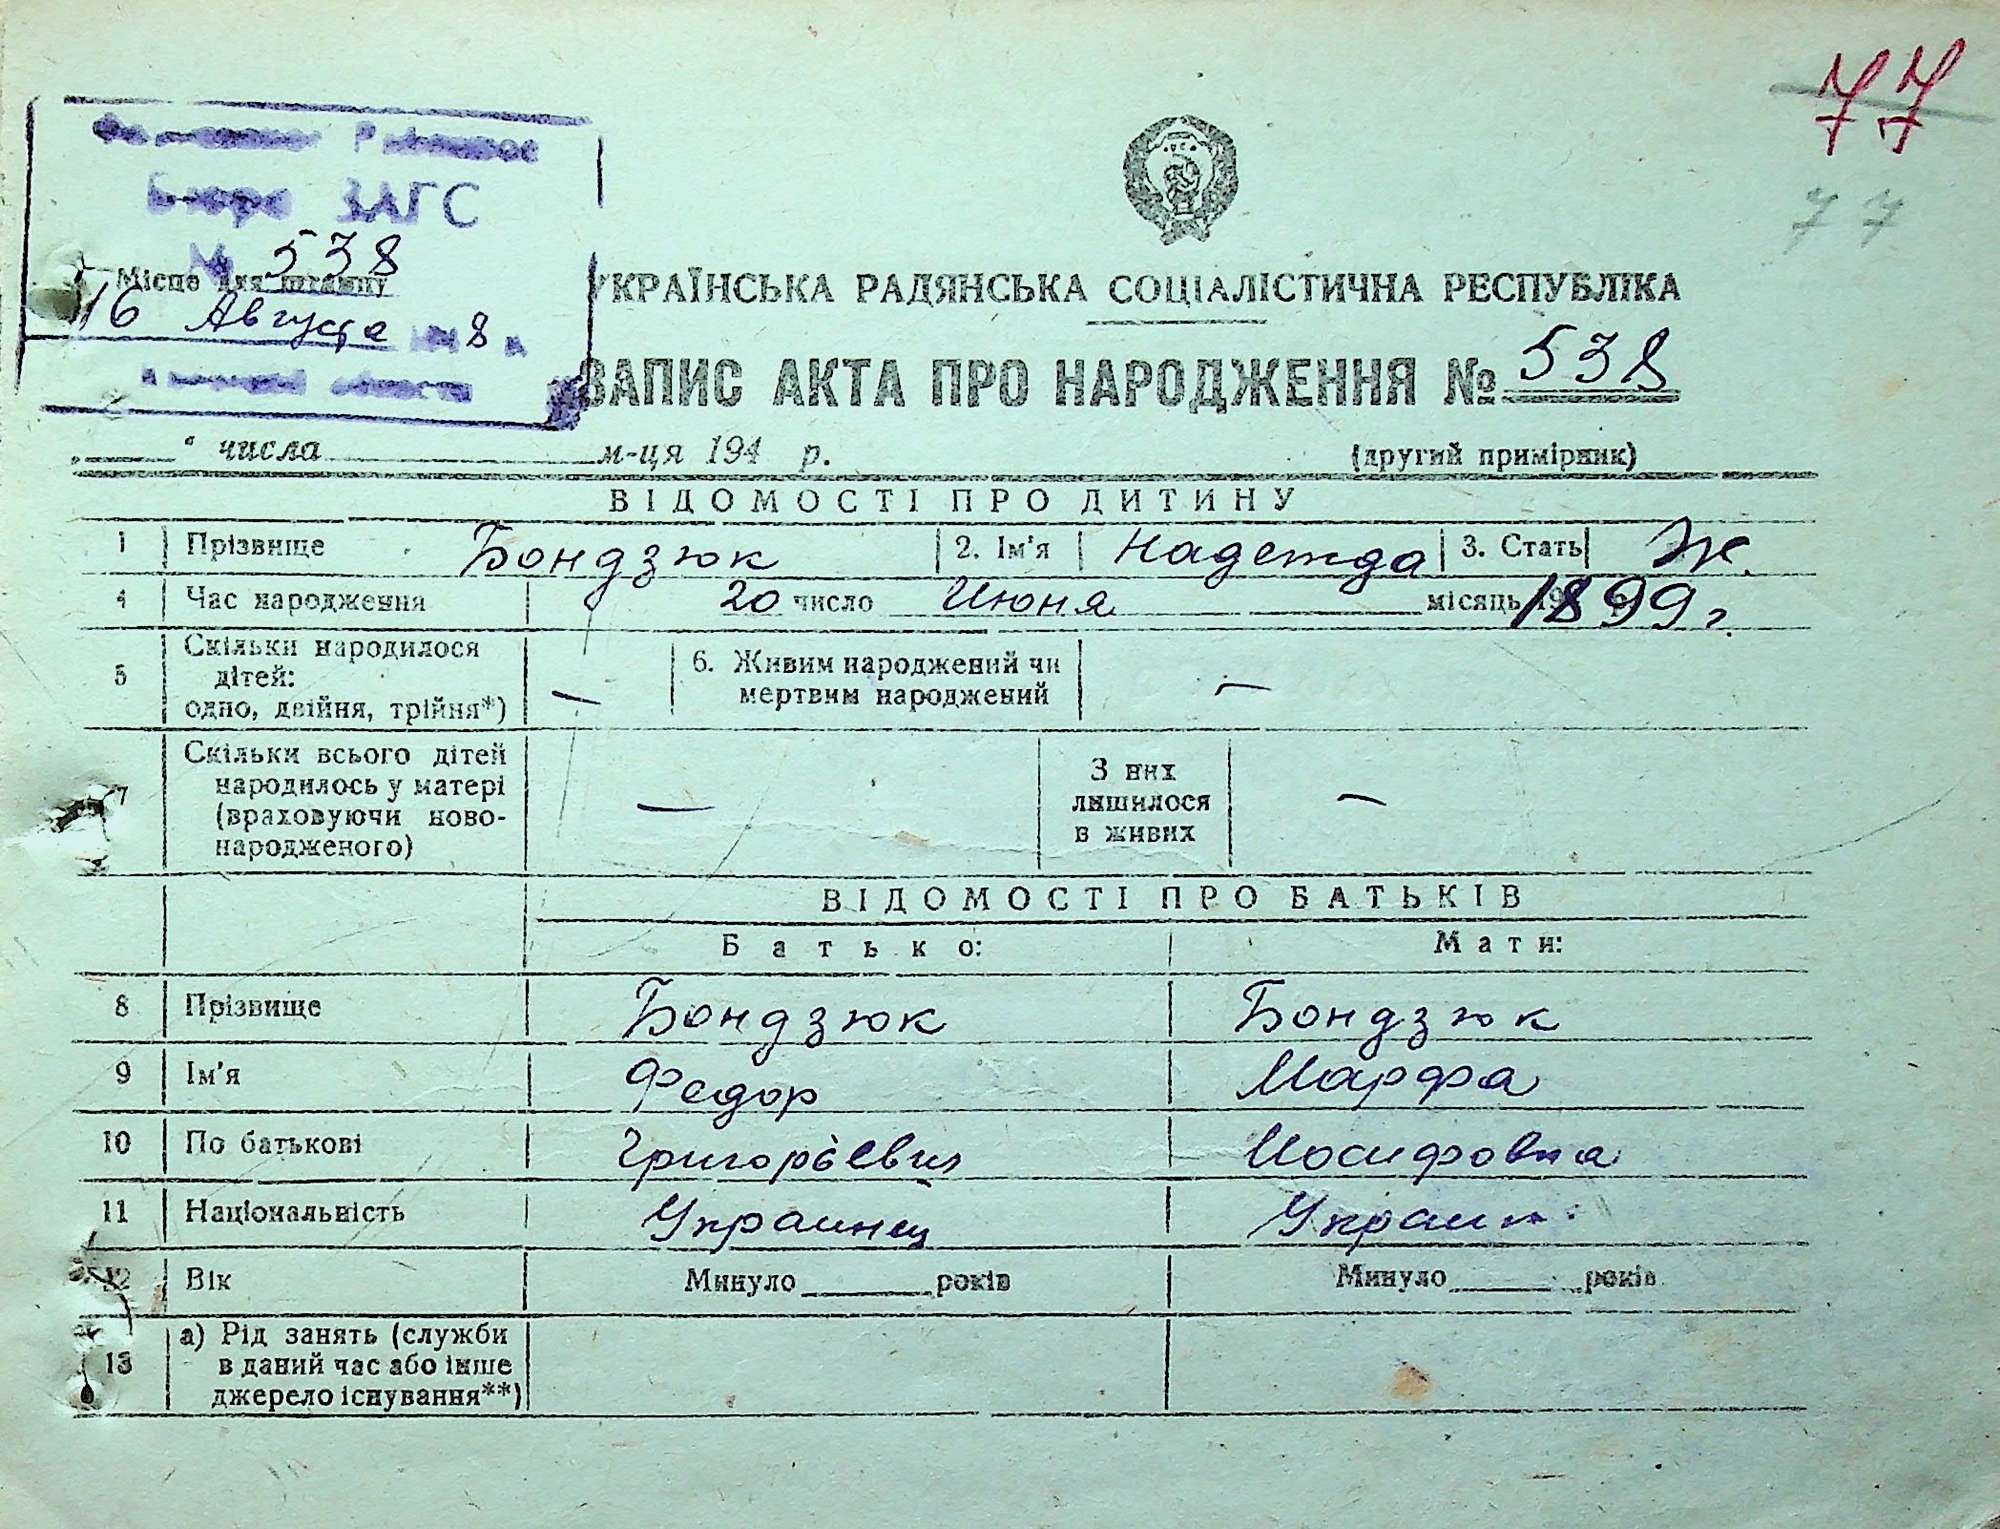 77
77
ЗАГС
№ 538
Місце для штампу
16 Августа 8
УКРАЇНСЬКА РАДЯНСЬКА СОЦІАЛІСТИЧНА РЕСПУБЛІКА
ЗАПИС АКТА ПРО НАРОДЖЕННЯ № 538
„ “ числа м-ця 194 р.
(другий примірник)
ВІДОМОСТІ ПРО ДИТИНУ
1 Прізвище Бондзюк 2. Ім'я Надежда 3. Стать Ж.
4 Час народження 20 число Июня місяць 1899 г.
5 Скільки народилося
дітей:
одно, двійня, трійня*) —
6. Живим народжений чи
мертвим народжений —
7 Скільки всього дітей
народилось у матері
(враховуючи ново-
народженого) —
З них
лишилося
в живих —
ВІДОМОСТІ ПРО БАТЬКІВ
Батько: Мати:
8 Прізвище Бондзюк Бондзюк
9 Ім'я Федор Марфа
10 По батькові Григорьевич Иосифовна
11 Національність Украинец Украин.
12 Вік Минуло років Минуло років
13 а) Рід занять (служби
в даний час або інше
джерело існування**)